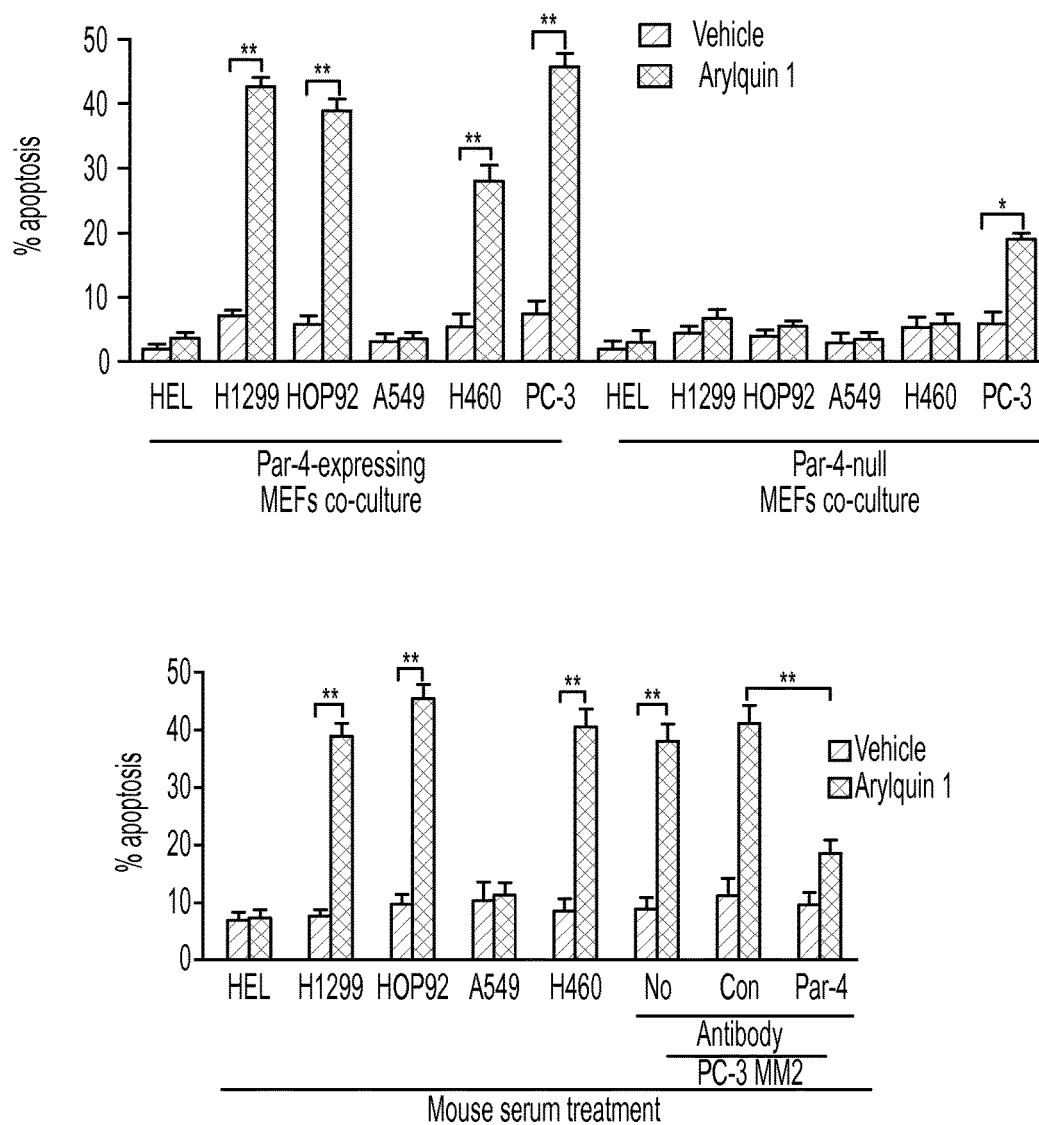 50
40
30
20
10
0
% apoptosis
**
**
**
**
*
Vehicle
Arylquin 1
HEL H1299 HOP92 A549 H460 PC-3 HEL H1299 HOP92 A549 H460 PC-3
Par-4-expressing
MEFs co-culture
Par-4-null
MEFs co-culture
50
40
30
20
10
0
% apoptosis
**
**
**
**
**
Vehicle
Arylquin 1
HEL H1299 HOP92 A549 H460 No Con Par-4
Antibody
PC-3 MM2
Mouse serum treatment